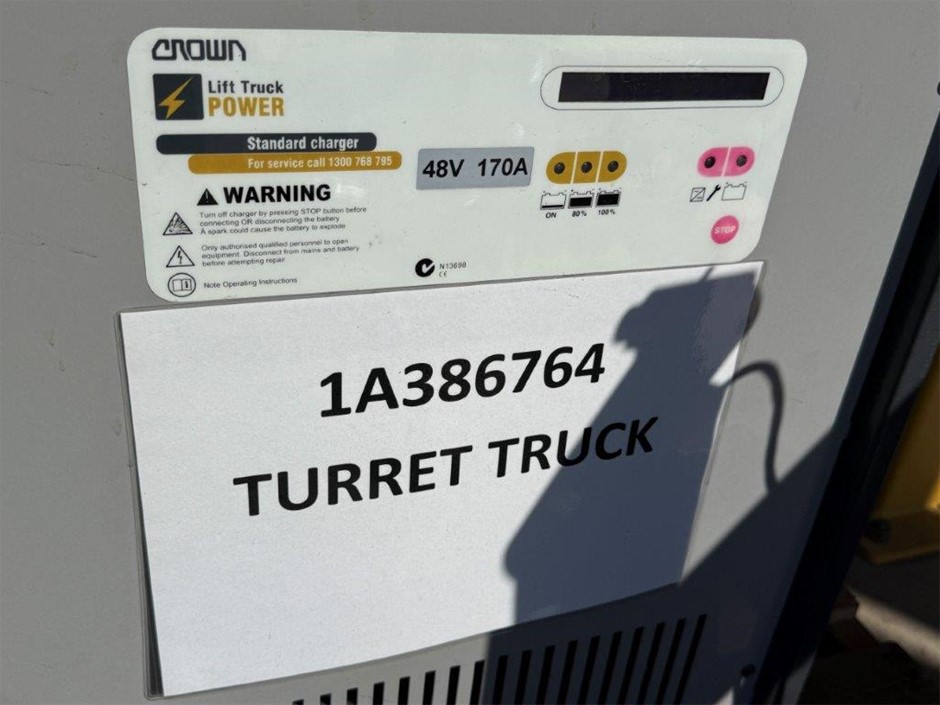 CROWN
Lift Truck
POWER
Standard charger
For service call 1300 768 795
WARNING
Turn off charger by pressing STOP button before
connecting OR disconnecting the battery
A spark could cause the battery to explode
Only authorised qualified personnel to open
equipment. Disconnect from mains and battery
before attempting repair
Note Operating Instructions
48V 170A
ON 80% 100%
STOP
N13698
CE
1A386764
TURRET TRUCK